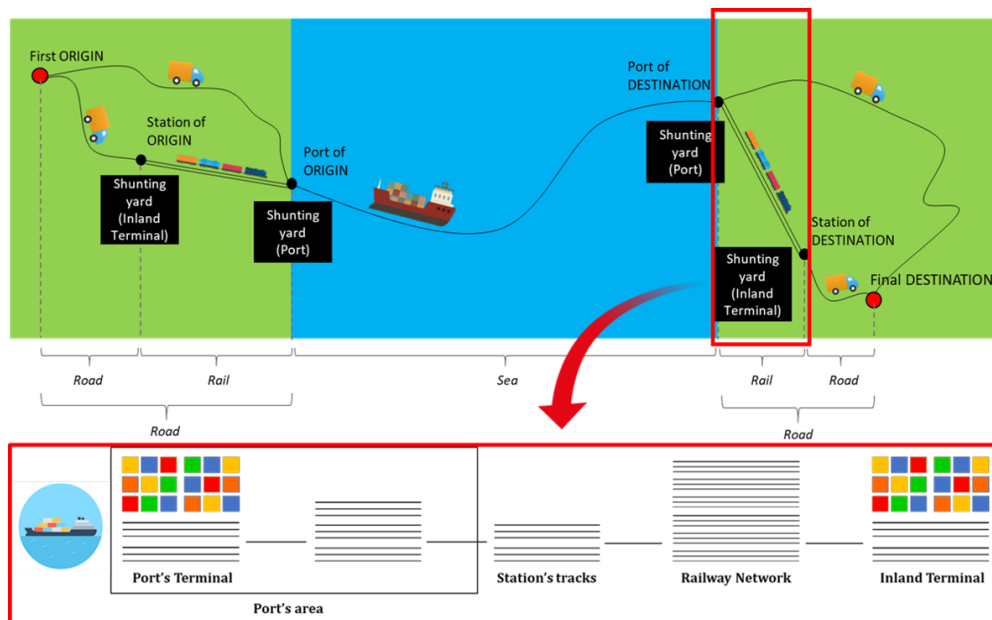 First ORIGIN
Station of
ORIGIN
Shunting
yard
(Inland
Terminal)
Port of
ORIGIN
Shunting
yard
(Port)
Port of
DESTINATION
Shunting
yard
(Port)
Station of
DESTINATION
Shunting
yard
(Inland
Terminal)
Final DESTINATION
Road
Rail
Sea
Rail
Road
Road
Road
Port's Terminal
Station's tracks
Railway Network
Inland Terminal
Port's area